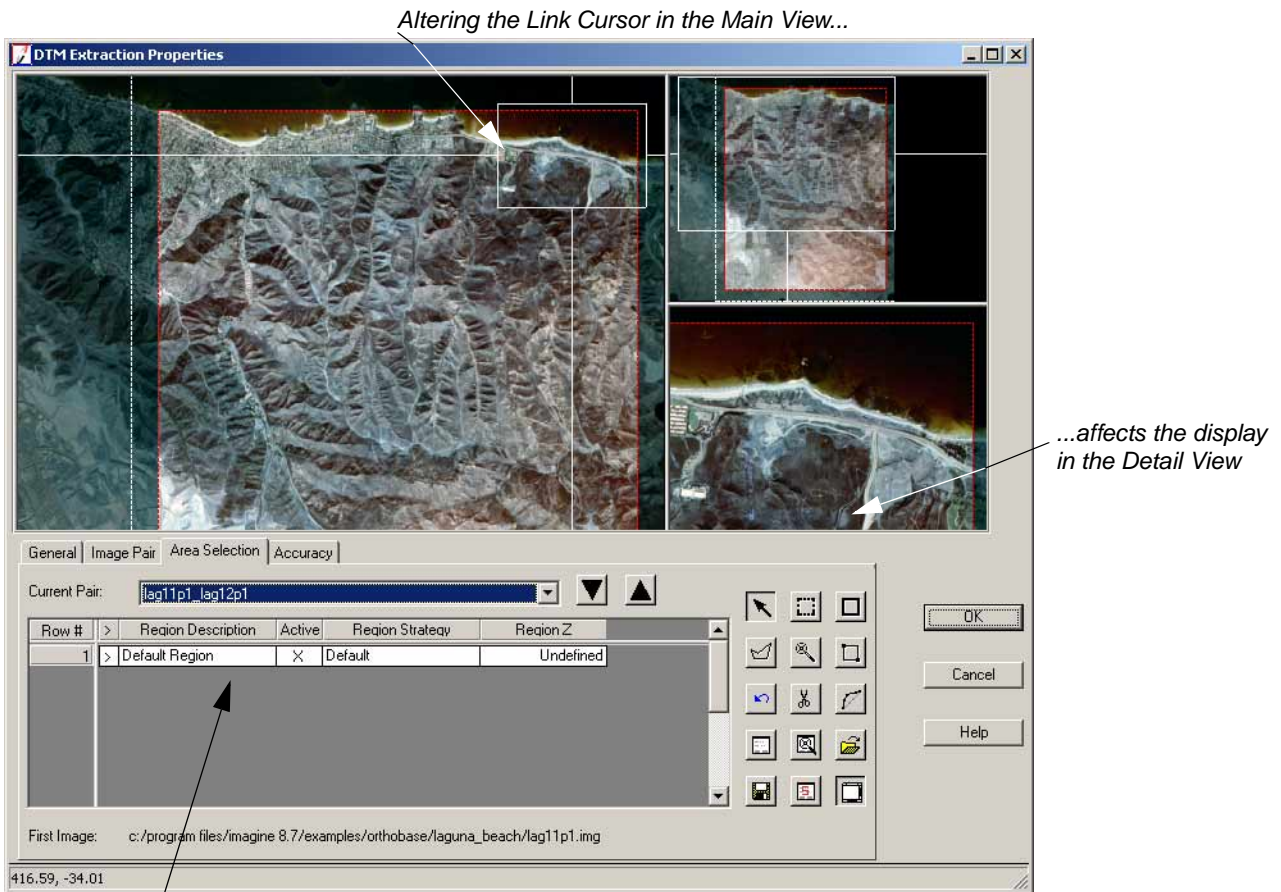 Altering the Link Cursor in the Main View...
DTM Extraction Properties
...affects the display
in the Detail View
General Image Pair Area Selection Accuracy
Current Pair: lag11p1_lag12p1
Row # > Region Description Active Region Strategy Region Z
1 > Default Region X Default Undefined
OK
Cancel
Help
First Image: c:/program files/imagine 8.7/examples/orthobase/laguna_beach/lag11p1.img
416.59, -34.01